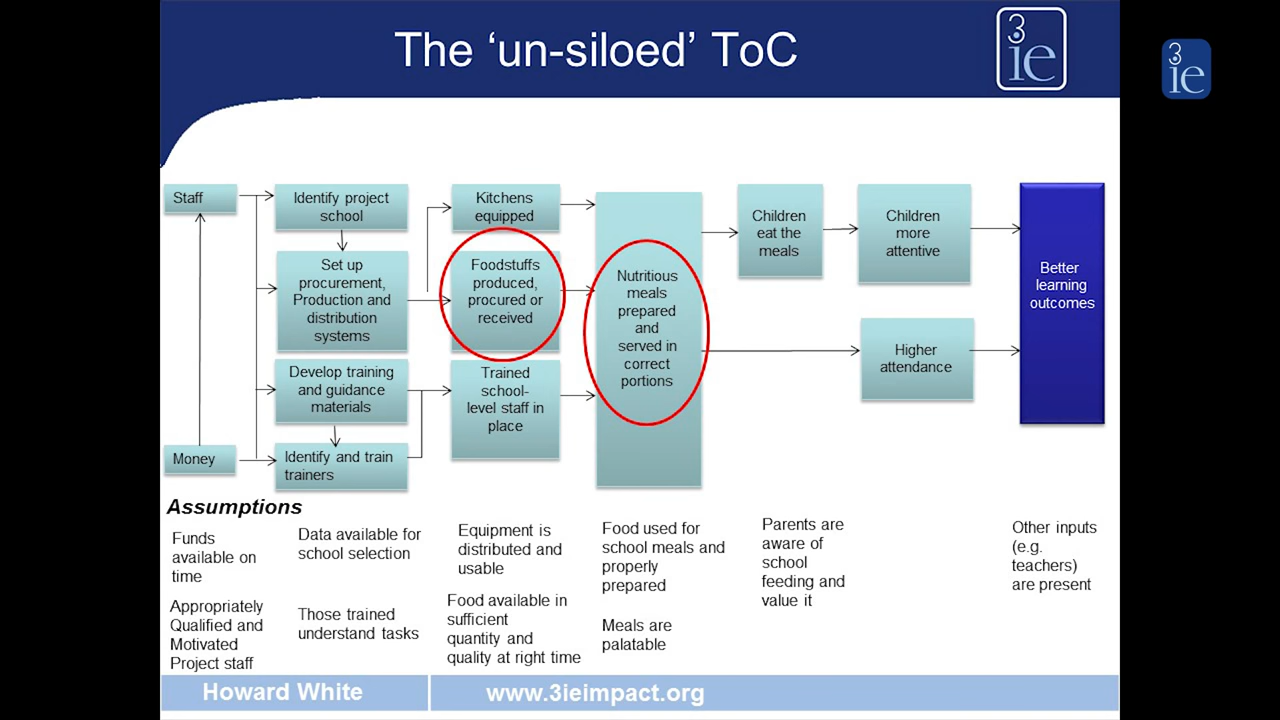 The ‘un-siloed’ ToC
3
ie
3
ie
Staff
Money
Identify project
school
Set up
procurement,
Production and
distribution
systems
Develop training
and guidance
materials
Identify and train
trainers
Kitchens
equipped
Foodstuffs
produced,
procured or
received
Trained
school-
level staff in
place
Nutritious
meals
prepared
and
served in
correct
portions
Children
eat the
meals
Children
more
attentive
Higher
attendance
Better
learning
outcomes
Assumptions
Funds
available on
time
Appropriately
Qualified and
Motivated
Project staff
Data available for
school selection
Those trained
understand tasks
Equipment is
distributed and
usable
Food available in
sufficient
quantity and
quality at right time
Food used for
school meals and
properly
prepared
Meals are
palatable
Parents are
aware of
school
feeding and
value it
Other inputs
(e.g.
teachers)
are present
Howard White
www.3ieimpact.org